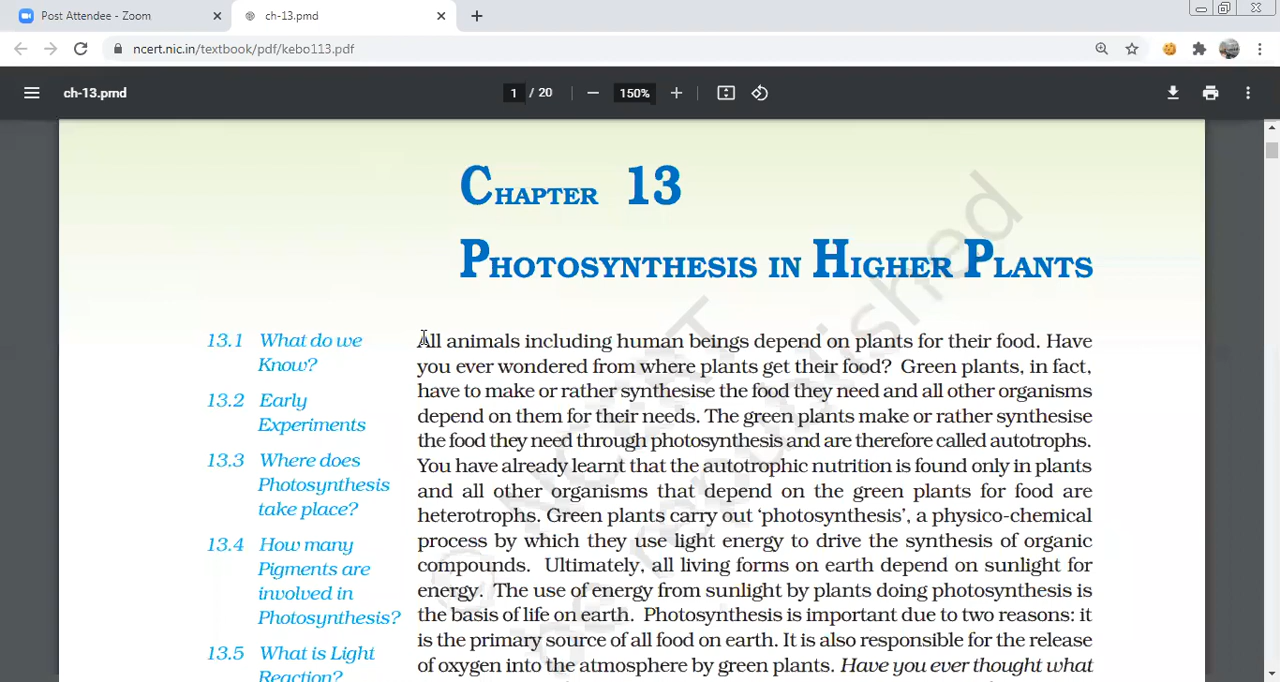 Post Attendee - Zoom
ch-13.pmd
ncert.nic.in/textbook/pdf/kebo113.pdf
ch-13.pmd
1 / 20
150%
CHAPTER 13
PHOTOSYNTHESIS IN HIGHER PLANTS
13.1 What do we
Know?
13.2 Early
Experiments
13.3 Where does
Photosynthesis
take place?
13.4 How many
Pigments are
involved in
Photosynthesis?
13.5 What is Light
Reaction?
All animals including human beings depend on plants for their food. Have
you ever wondered from where plants get their food? Green plants, in fact,
have to make or rather synthesise the food they need and all other organisms
depend on them for their needs. The green plants make or rather synthesise
the food they need through photosynthesis and are therefore called autotrophs.
You have already learnt that the autotrophic nutrition is found only in plants
and all other organisms that depend on the green plants for food are
heterotrophs. Green plants carry out ‘photosynthesis’, a physico-chemical
process by which they use light energy to drive the synthesis of organic
compounds. Ultimately, all living forms on earth depend on sunlight for
energy. The use of energy from sunlight by plants doing photosynthesis is
the basis of life on earth. Photosynthesis is important due to two reasons: it
is the primary source of all food on earth. It is also responsible for the release
of oxygen into the atmosphere by green plants. Have you ever thought what